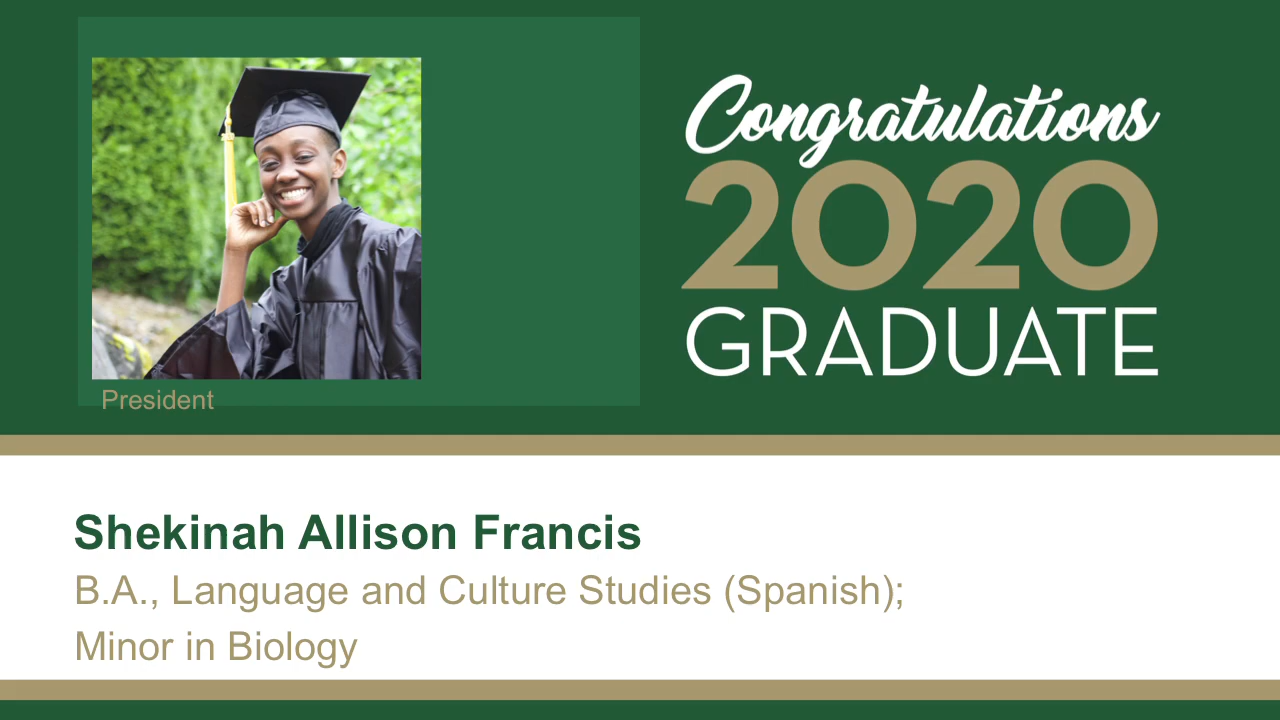 Congratulations
2020
GRADUATE
President
Shekinah Allison Francis
B.A., Language and Culture Studies (Spanish);
Minor in Biology